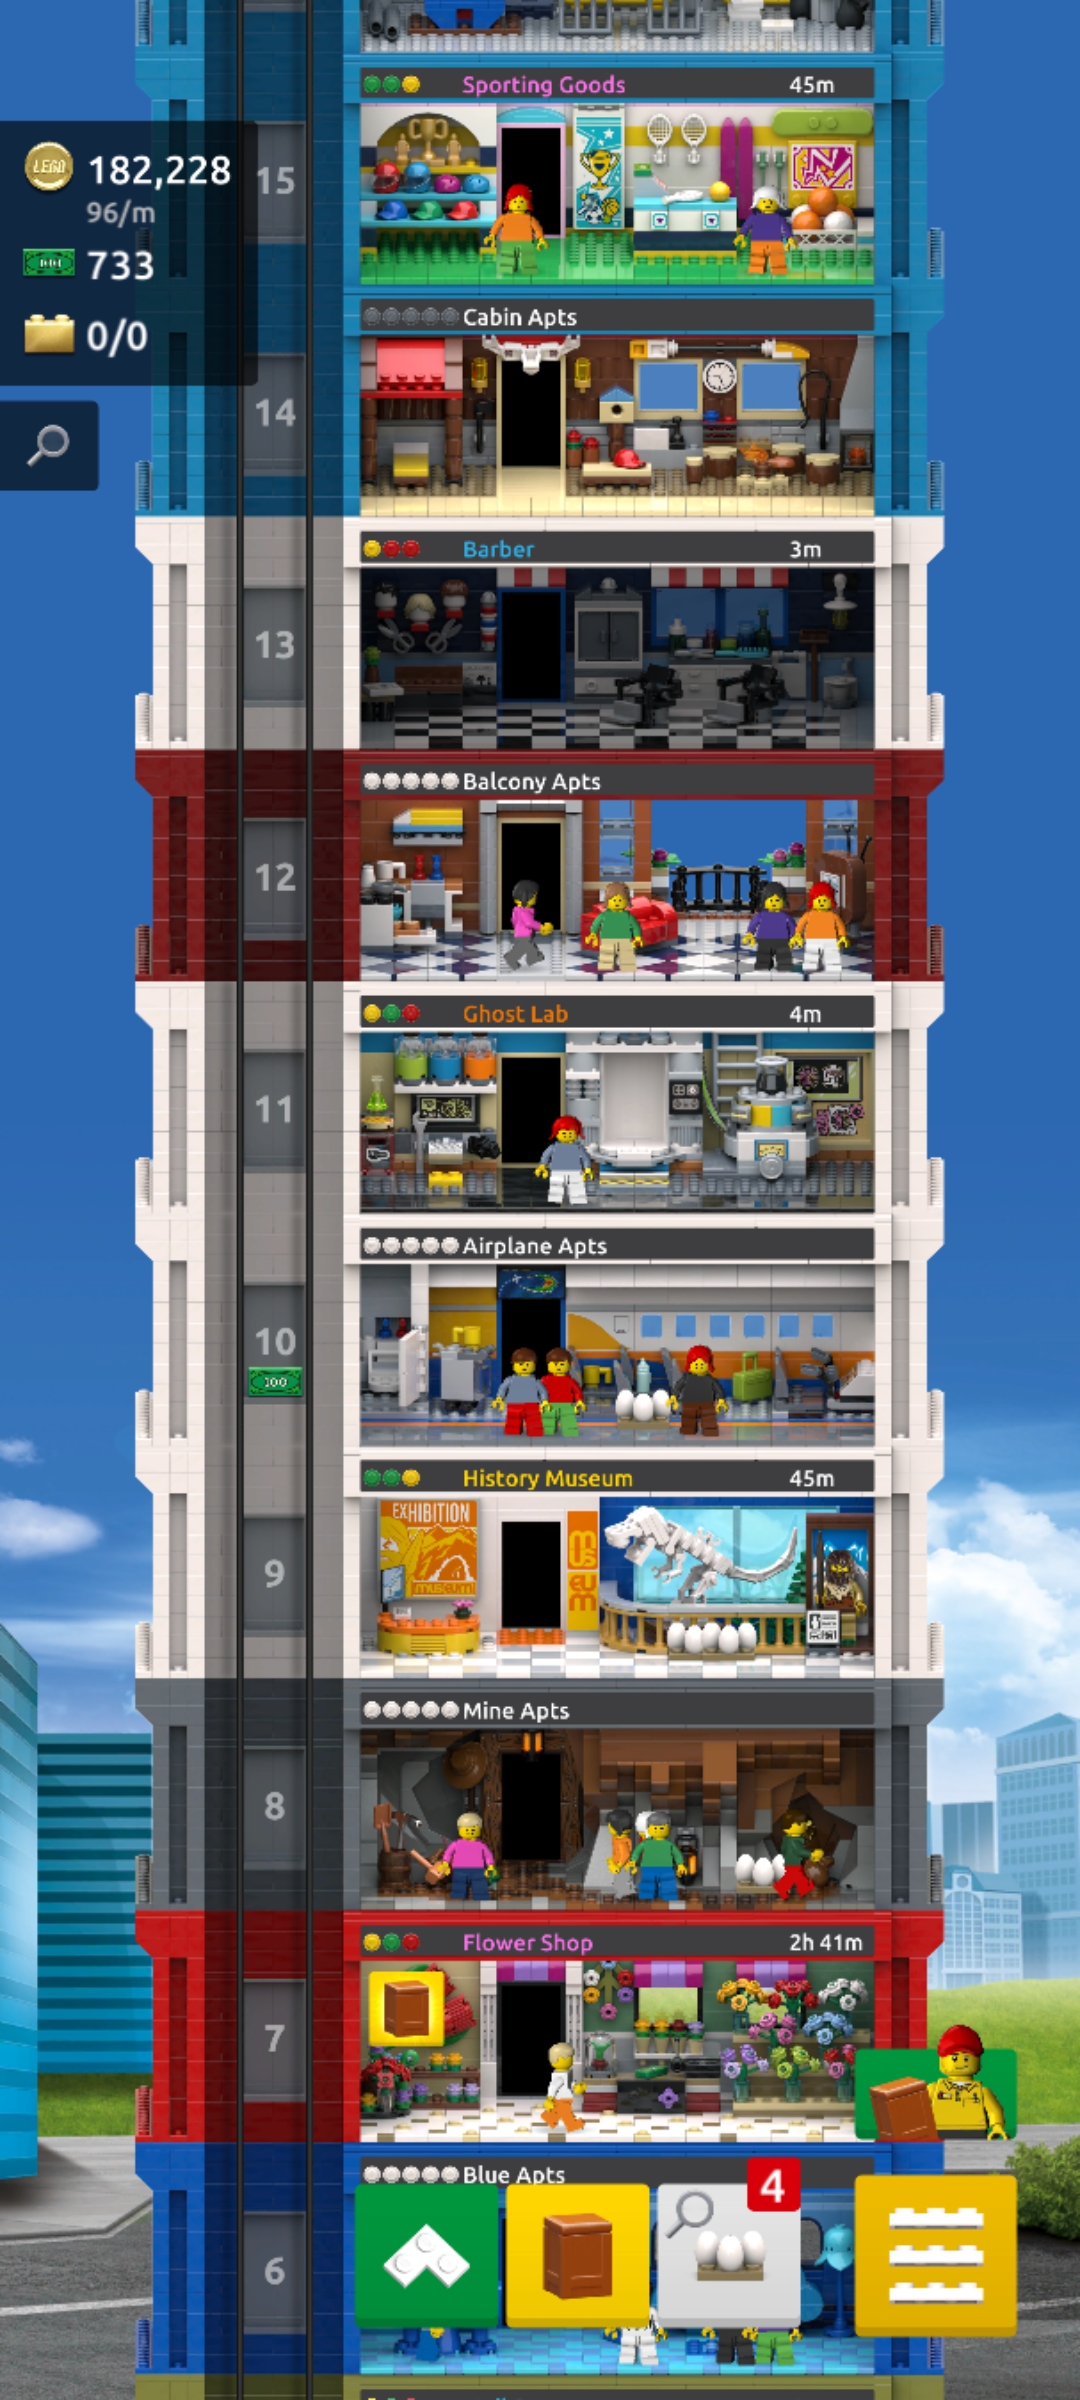 Sporting Goods 45m
LEGO 182,228
96/m
733
0/0
15
Cabin Apts
14
Barber 3m
13
Balcony Apts
12
Ghost Lab 4m
11
Airplane Apts
10
100
History Museum 45m
EXHIBITION
museum
MUSEUM
9
Mine Apts
8
Flower Shop 2h 41m
7
Blue Apts
4
6